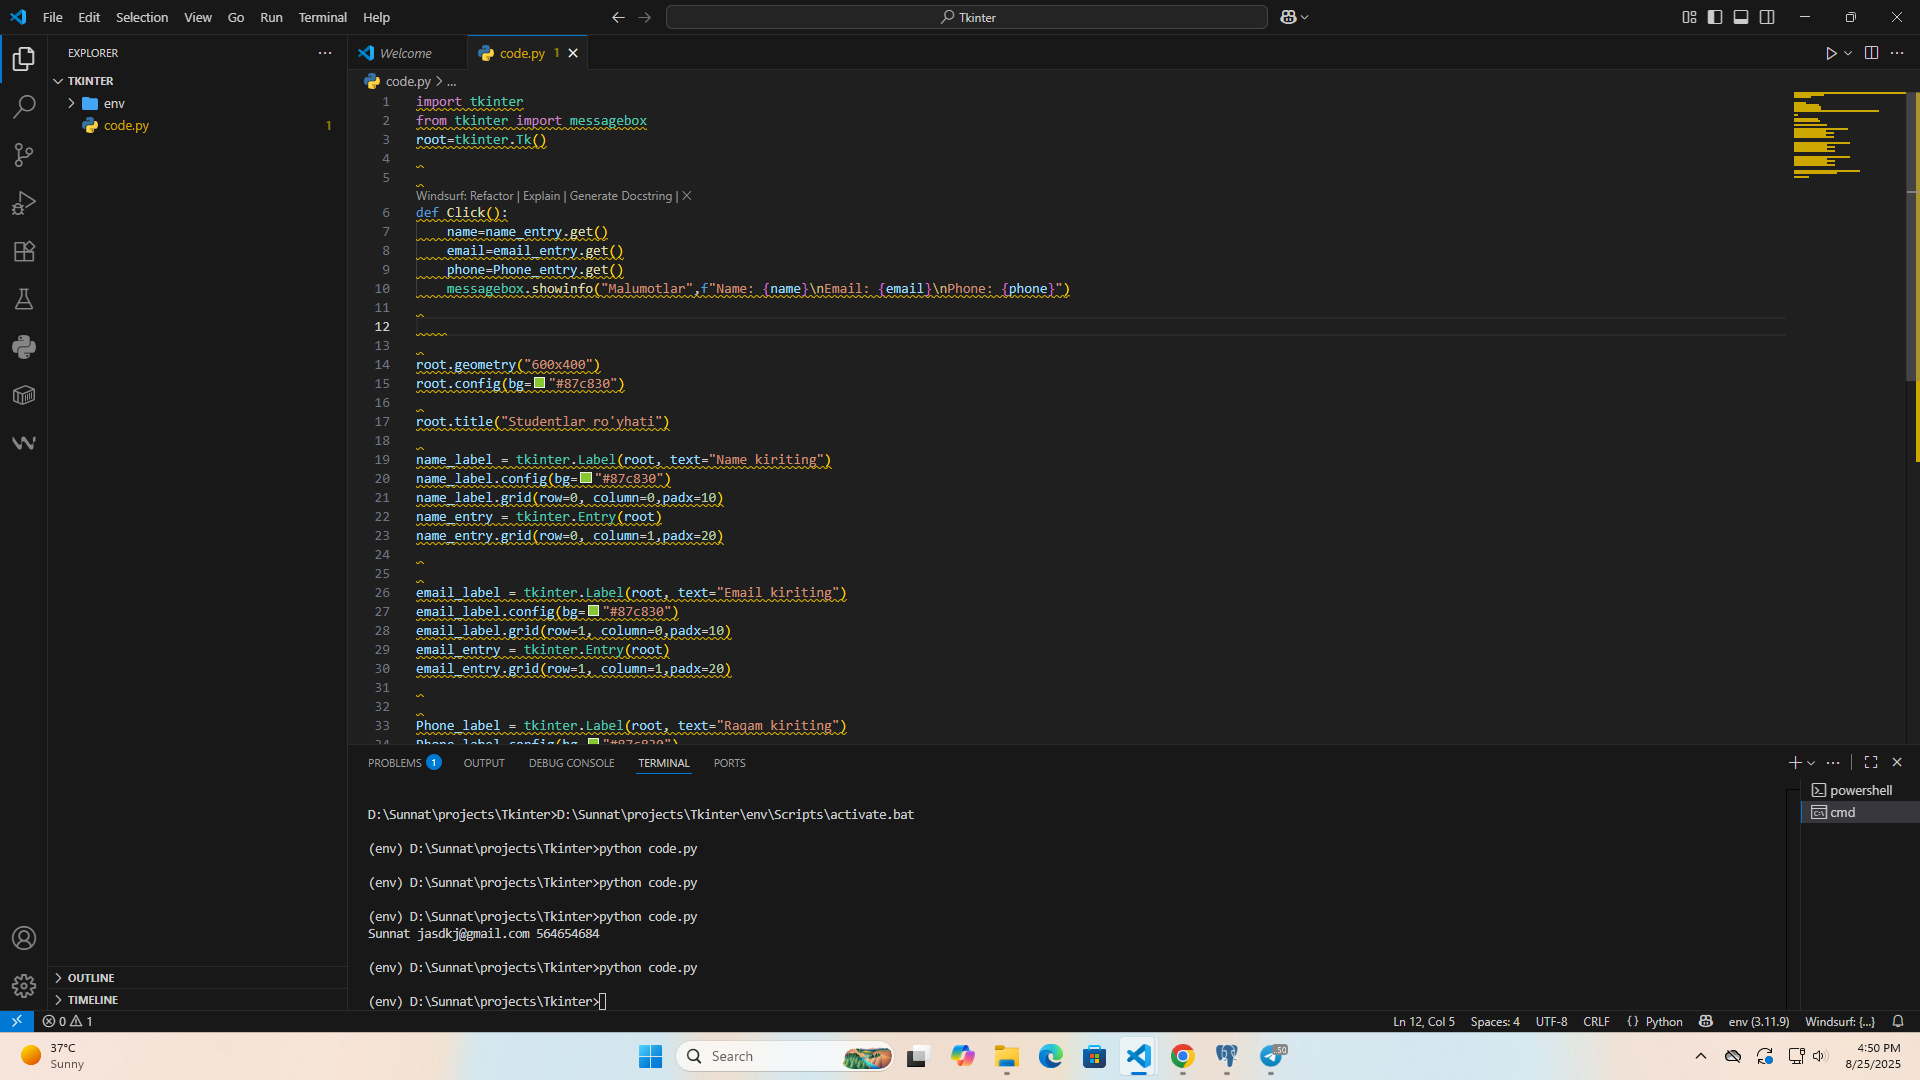 File Edit Selection View Go Run Terminal Help
Tkinter
EXPLORER
TKINTER
env
code.py 1
OUTLINE
TIMELINE
Welcome
code.py 1
code.py > ...
1 import tkinter
2 from tkinter import messagebox
3 root=tkinter.Tk()
4
5
Windsurf: Refactor | Explain | Generate Docstring | X
6 def Click():
7     name=name_entry.get()
8     email=email_entry.get()
9     phone=Phone_entry.get()
10     messagebox.showinfo("Malumotlar",f"Name: {name}\nEmail: {email}\nPhone: {phone}")
11
12
13
14 root.geometry("600x400")
15 root.config(bg="#87c830")
16
17 root.title("Studentlar ro'yhati")
18
19 name_label = tkinter.Label(root, text="Name kiriting")
20 name_label.config(bg="#87c830")
21 name_label.grid(row=0, column=0,padx=10)
22 name_entry = tkinter.Entry(root)
23 name_entry.grid(row=0, column=1,padx=20)
24
25
26 email_label = tkinter.Label(root, text="Email kiriting")
27 email_label.config(bg="#87c830")
28 email_label.grid(row=1, column=0,padx=10)
29 email_entry = tkinter.Entry(root)
30 email_entry.grid(row=1, column=1,padx=20)
31
32
33 Phone_label = tkinter.Label(root, text="Raqam kiriting")
34 Phone_label.config(bg="#87c830")
PROBLEMS 1 OUTPUT DEBUG CONSOLE TERMINAL PORTS
D:\Sunnat\projects\Tkinter>D:\Sunnat\projects\Tkinter\env\Scripts\activate.bat
(env) D:\Sunnat\projects\Tkinter>python code.py
(env) D:\Sunnat\projects\Tkinter>python code.py
(env) D:\Sunnat\projects\Tkinter>python code.py
Sunnat jasdkj@gmail.com 564654684
(env) D:\Sunnat\projects\Tkinter>python code.py
(env) D:\Sunnat\projects\Tkinter>
powershell
cmd
0 1
Ln 12, Col 5 Spaces: 4 UTF-8 CRLF {} Python env (3.11.9) Windsurf: {...}
37°C
Sunny
Search
50
4:50 PM
8/25/2025